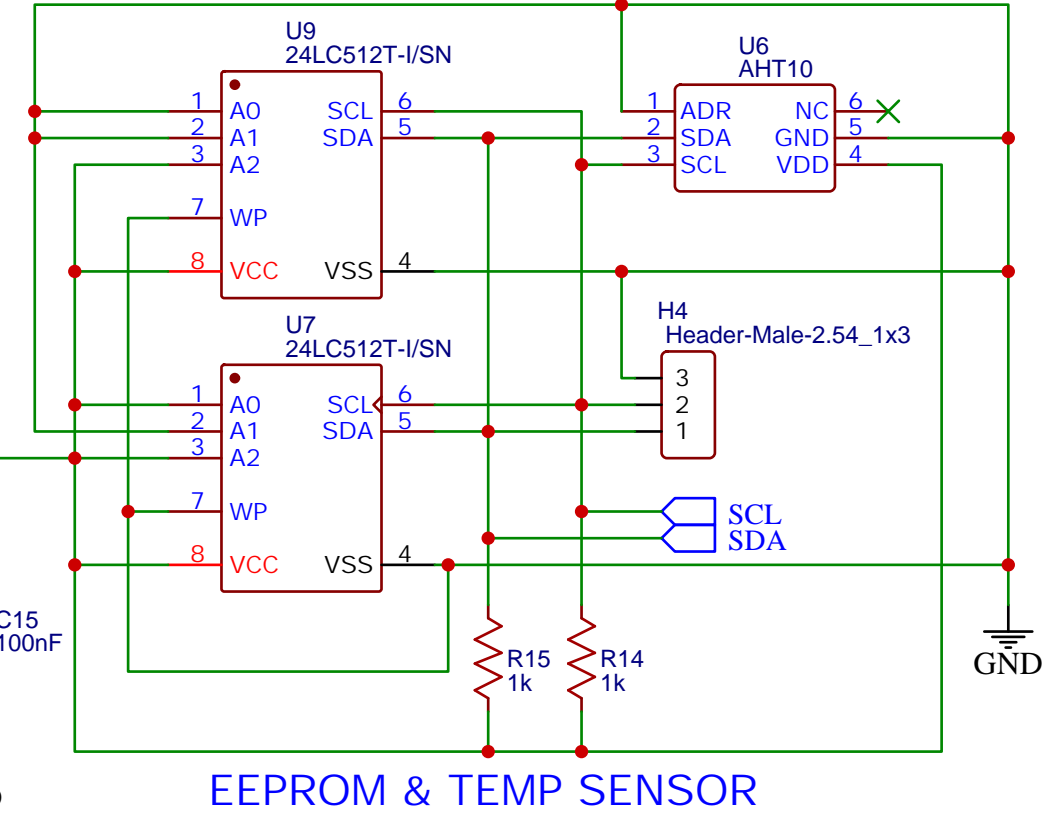 U9
24LC512T-I/SN
1 A0 SCL 6
2 A1 SDA 5
3 A2
7 WP
8 VCC VSS 4
U6
AHT10
1 ADR NC 6
2 SDA GND 5
3 SCL VDD 4
U7
24LC512T-I/SN
1 A0 SCL 6
2 A1 SDA 5
3 A2
7 WP
8 VCC VSS 4
H4
Header-Male-2.54_1x3
3
2
1
SCL
SDA
C15
100nF
R15
1k
R14
1k
GND
EEPROM & TEMP SENSOR